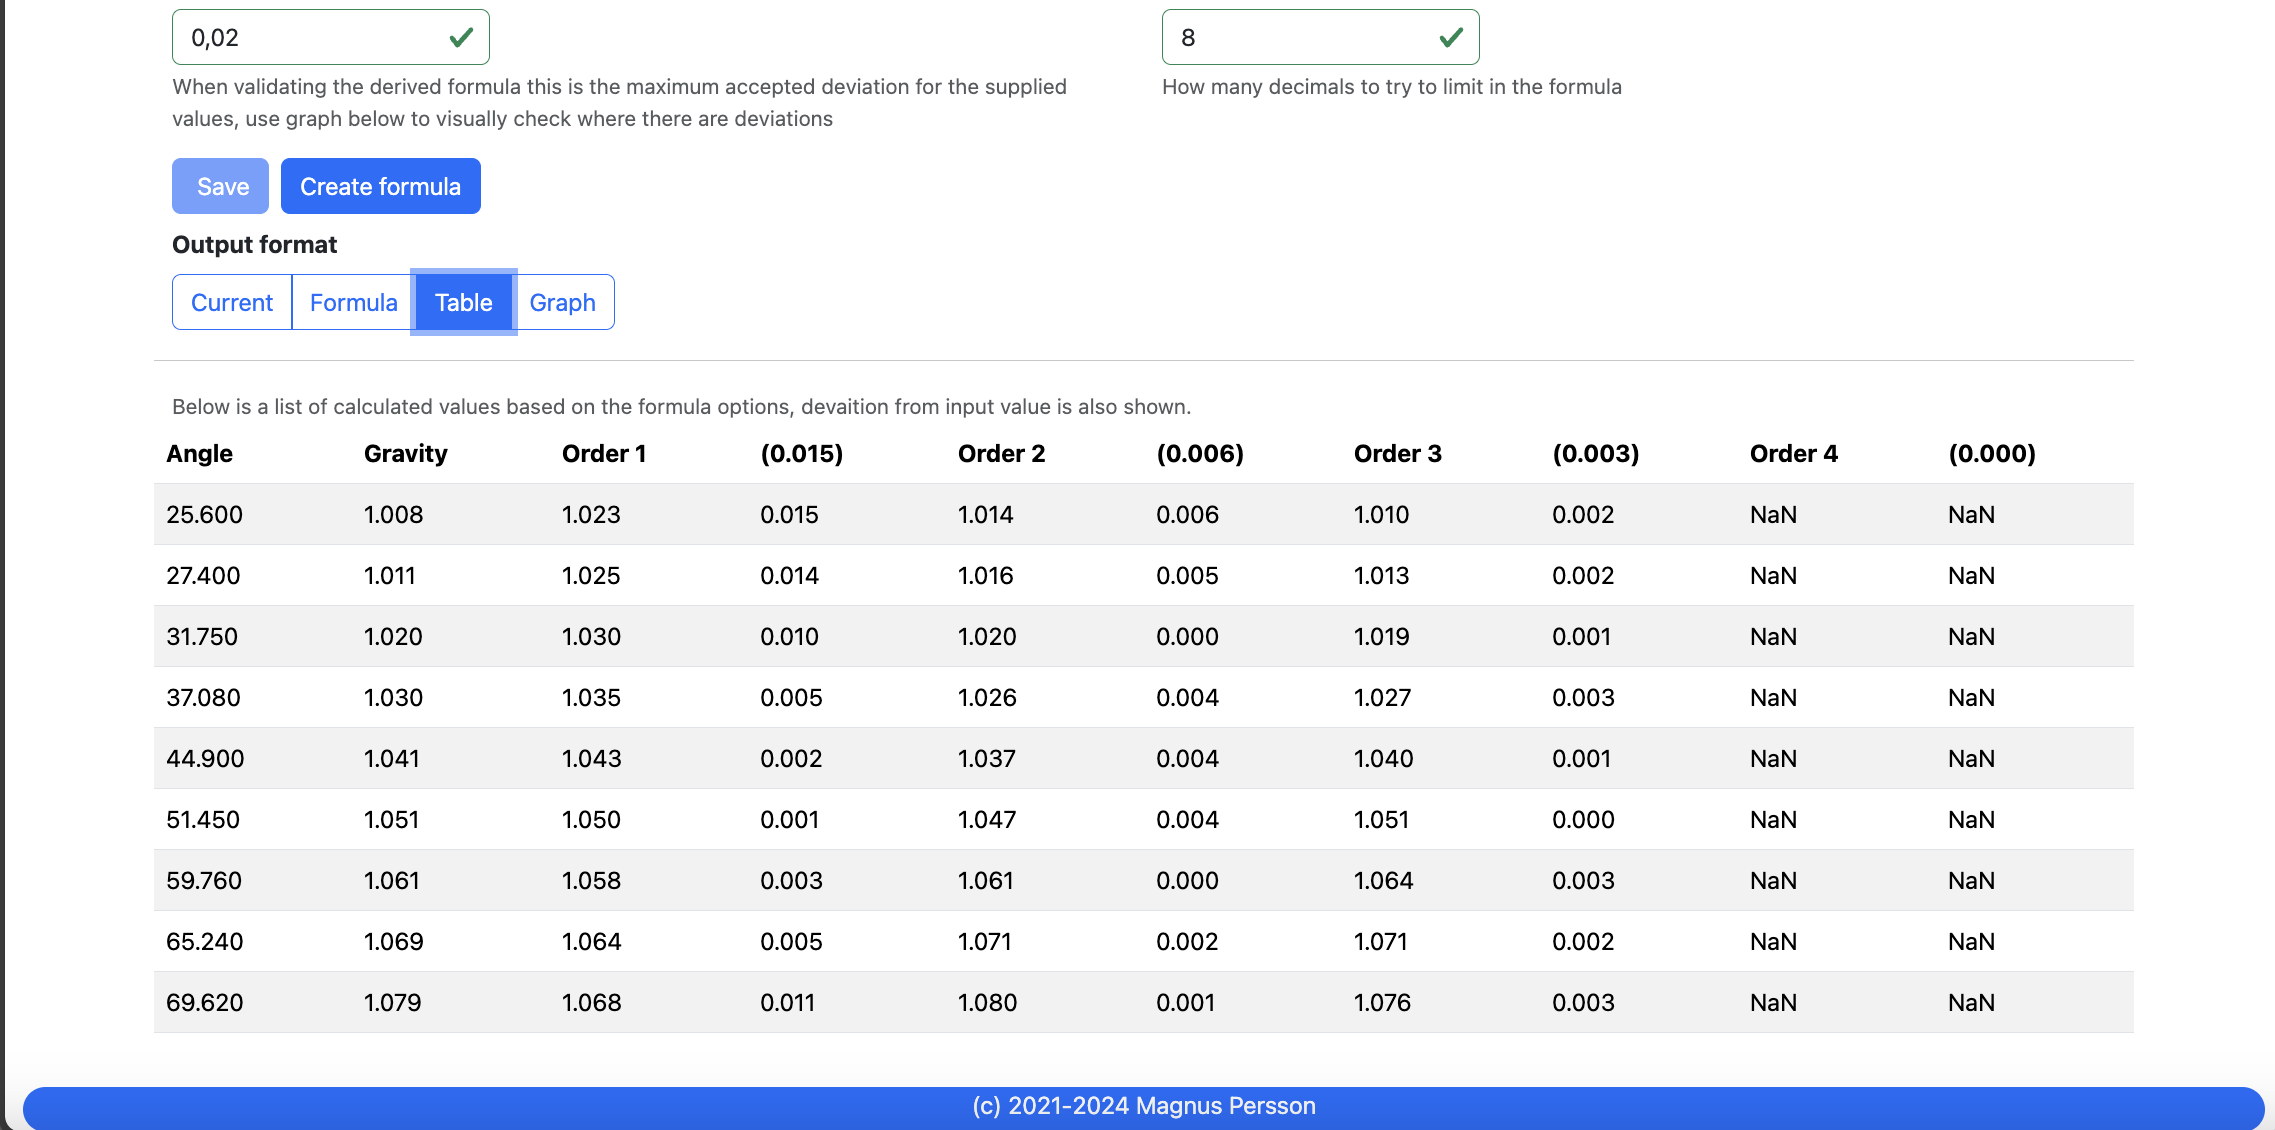 0,02
8
When validating the derived formula this is the maximum accepted deviation for the supplied
values, use graph below to visually check where there are deviations
How many decimals to try to limit in the formula
Save Create formula
Output format
Current Formula Table Graph
Below is a list of calculated values based on the formula options, devaition from input value is also shown.
Angle Gravity Order 1 (0.015) Order 2 (0.006) Order 3 (0.003) Order 4 (0.000)
25.600 1.008 1.023 0.015 1.014 0.006 1.010 0.002 NaN NaN
27.400 1.011 1.025 0.014 1.016 0.005 1.013 0.002 NaN NaN
31.750 1.020 1.030 0.010 1.020 0.000 1.019 0.001 NaN NaN
37.080 1.030 1.035 0.005 1.026 0.004 1.027 0.003 NaN NaN
44.900 1.041 1.043 0.002 1.037 0.004 1.040 0.001 NaN NaN
51.450 1.051 1.050 0.001 1.047 0.004 1.051 0.000 NaN NaN
59.760 1.061 1.058 0.003 1.061 0.000 1.064 0.003 NaN NaN
65.240 1.069 1.064 0.005 1.071 0.002 1.071 0.002 NaN NaN
69.620 1.079 1.068 0.011 1.080 0.001 1.076 0.003 NaN NaN
(c) 2021-2024 Magnus Persson